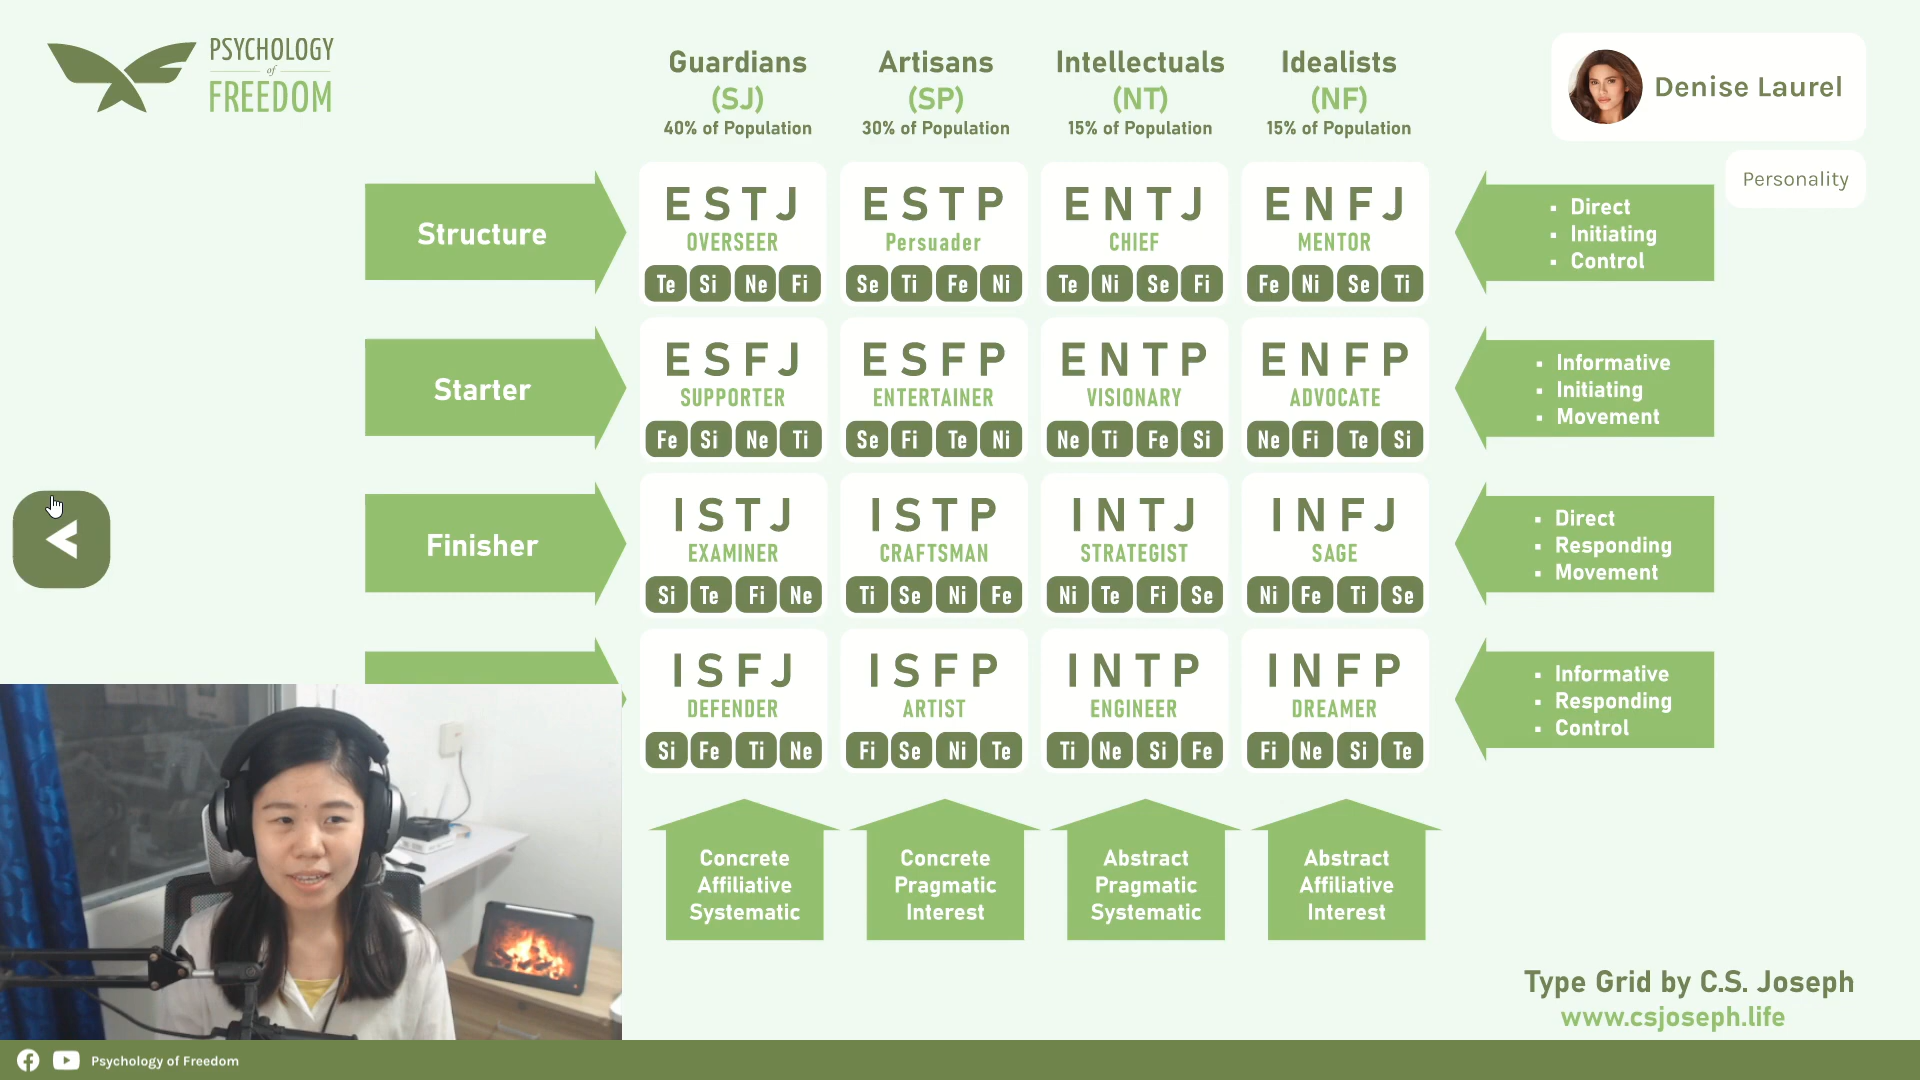 PSYCHOLOGY
of
FREEDOM
Guardians
(SJ)
40% of Population
Artisans
(SP)
30% of Population
Intellectuals
(NT)
15% of Population
Idealists
(NF)
15% of Population
Denise Laurel
Personality
Structure
ESTJ
OVERSEER
Te Si Ne Fi
ESTP
Persuader
Se Ti Fe Ni
ENTJ
CHIEF
Te Ni Se Fi
ENFJ
MENTOR
Fe Ni Se Ti
▪ Direct
▪ Initiating
▪ Control
Starter
ESFJ
SUPPORTER
Fe Si Ne Ti
ESFP
ENTERTAINER
Se Fi Te Ni
ENTP
VISIONARY
Ne Ti Fe Si
ENFP
ADVOCATE
Ne Fi Te Si
▪ Informative
▪ Initiating
▪ Movement
Finisher
ISTJ
EXAMINER
Si Te Fi Ne
ISTP
CRAFTSMAN
Ti Se Ni Fe
INTJ
STRATEGIST
Ni Te Fi Se
INFJ
SAGE
Ni Fe Ti Se
▪ Direct
▪ Responding
▪ Movement
ISFJ
DEFENDER
Si Fe Ti Ne
ISFP
ARTIST
Fi Se Ni Te
INTP
ENGINEER
Ti Ne Si Fe
INFP
DREAMER
Fi Ne Si Te
▪ Informative
▪ Responding
▪ Control
Concrete
Affiliative
Systematic
Concrete
Pragmatic
Interest
Abstract
Pragmatic
Systematic
Abstract
Affiliative
Interest
Type Grid by C.S. Joseph
www.csjoseph.life
Psychology of Freedom